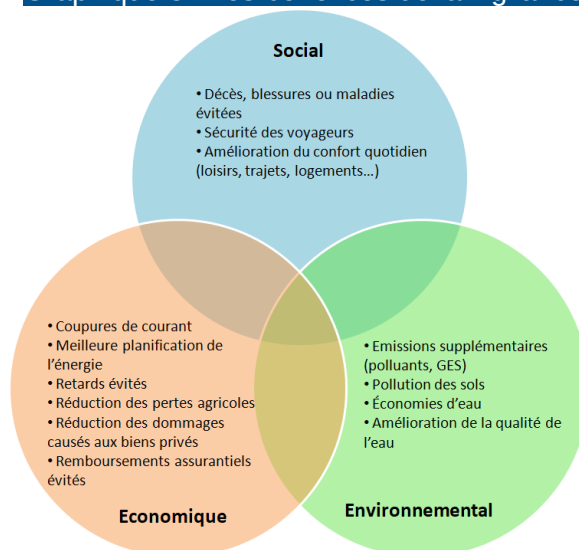 Social
• Décès, blessures ou maladies
évitées
• Sécurité des voyageurs
• Amélioration du confort quotidien
(loisirs, trajets, logements…)
• Coupures de courant
• Meilleure planification de
l’énergie
• Retards évités
• Réduction des pertes agricoles
• Réduction des dommages
causés aux biens privés
• Remboursements assurantiels
évités
Economique
• Emissions supplémentaires
(polluants, GES)
• Pollution des sols
• Économies d’eau
• Amélioration de la qualité de
l’eau
Environnemental